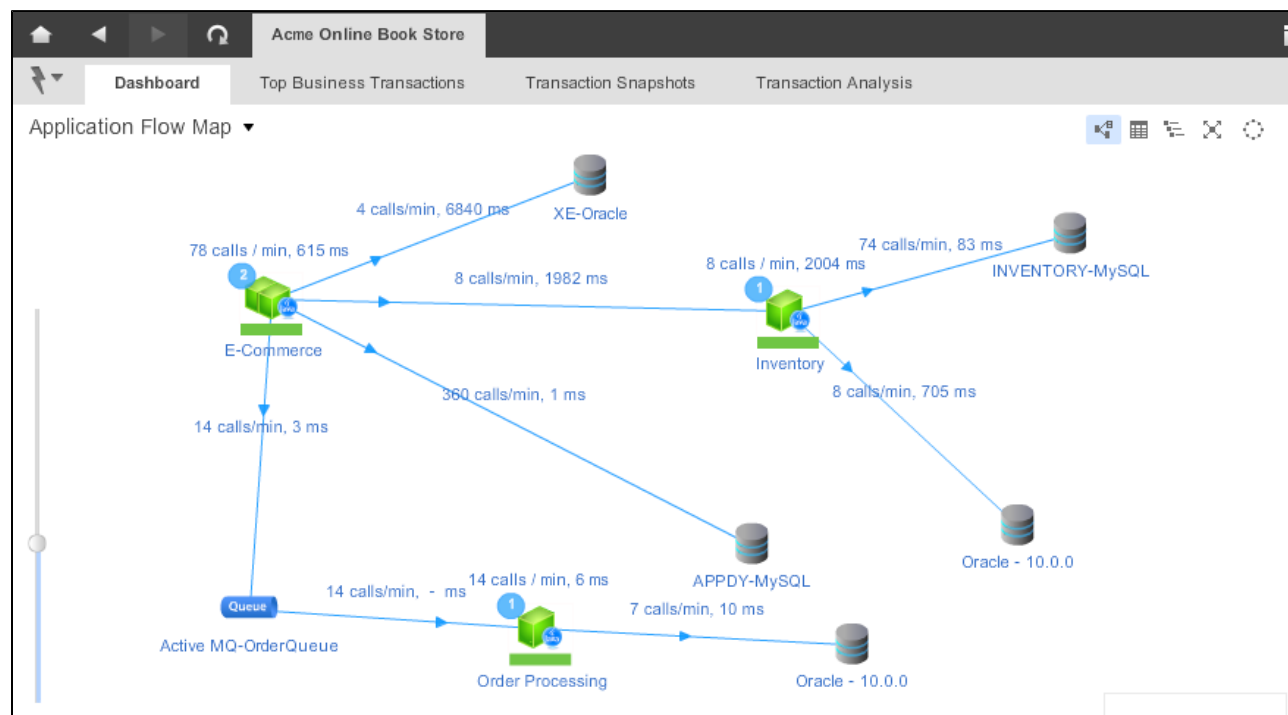 Acme Online Book Store
Dashboard
Top Business Transactions
Transaction Snapshots
Transaction Analysis
Application Flow Map
4 calls/min, 6840 ms
XE-Oracle
78 calls / min, 615 ms
2
E-Commerce
8 calls/min, 1982 ms
8 calls / min, 2004 ms
1
Inventory
74 calls/min, 83 ms
INVENTORY-MySQL
360 calls/min, 1 ms
8 calls/min, 705 ms
14 calls/min, 3 ms
Oracle - 10.0.0
APPDY-MySQL
Queue
Active MQ-OrderQueue
14 calls/min, - ms
14 calls / min, 6 ms
1
Order Processing
7 calls/min, 10 ms
Oracle - 10.0.0